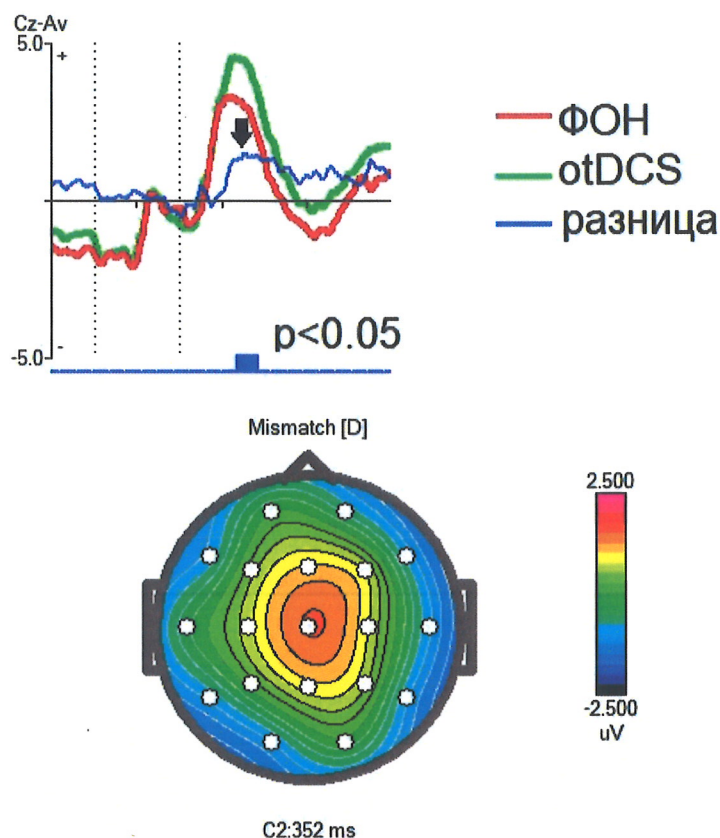 Cz-Av
5.0
+
-5.0
-
ФОН
otDCS
разница
p<0.05
Mismatch [D]
2.500
-2.500
uV
C2:352 ms